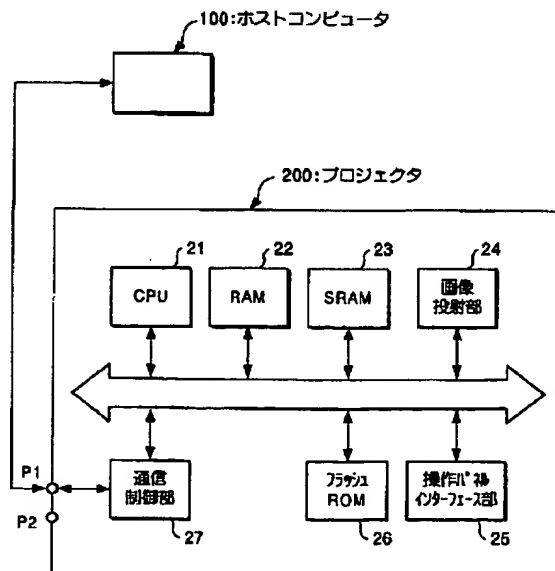 100:ホストコンピュータ
200:プロジェクタ
21
22
23
24
CPU
RAM
SRAM
画像
投射部
P1
P2
通信
制御部
フラッシュ
ROM
操作パネル
インターフェース部
27
26
25